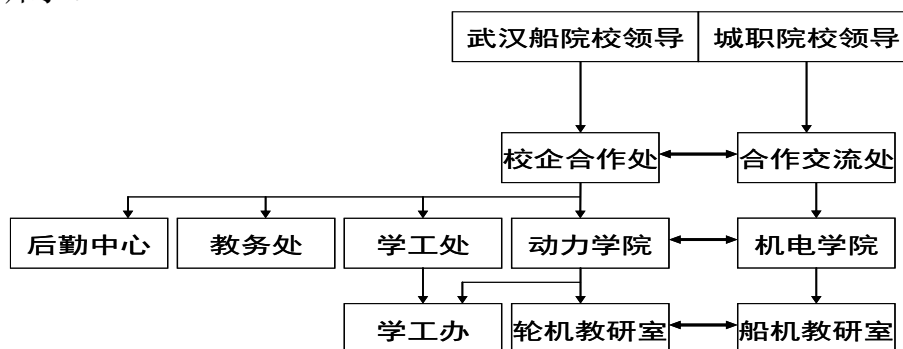 武汉船院校领导 城职院校领导
校企合作处 合作交流处
后勤中心 教务处 学工处 动力学院 机电学院
学工办 轮机教研室 船机教研室